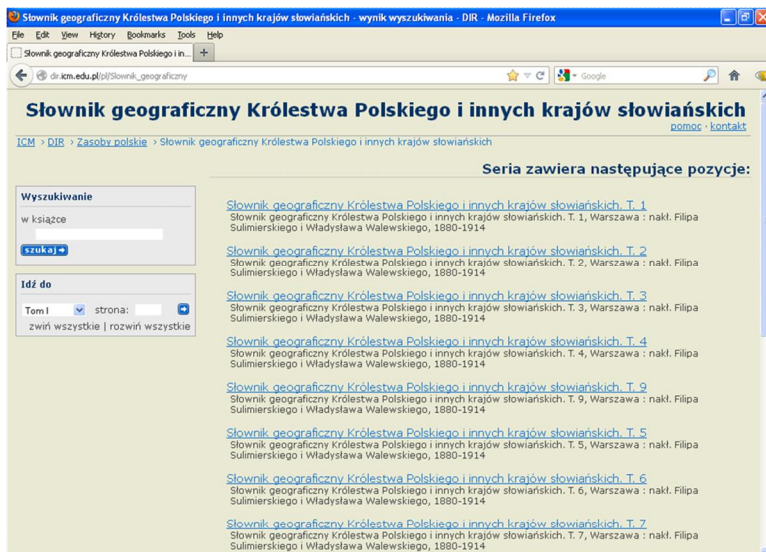 Słownik geograficzny Królestwa Polskiego i innych krajów słowiańskich - wynik wyszukiwania - DIR - Mozilla Firefox
File Edit View History Bookmarks Tools Help
Słownik geograficzny Królestwa Polskiego i in... +
dir.icm.edu.pl/pl/Slownik_geograficzny
Google
Słownik geograficzny Królestwa Polskiego i innych krajów słowiańskich
pomoc · kontakt
ICM > DIR > Zasoby polskie > Słownik geograficzny Królestwa Polskiego i innych krajów słowiańskich
Seria zawiera następujące pozycje:
Wyszukiwanie
w książce
szukaj
Idź do
Tom I strona:
zwiń wszystkie | rozwiń wszystkie
Słownik geograficzny Królestwa Polskiego i innych krajów słowiańskich. T. 1
Słownik geograficzny Królestwa Polskiego i innych krajów słowiańskich. T. 1, Warszawa : nakł. Filipa
Sulimierskiego i Władysława Walewskiego, 1880-1914
Słownik geograficzny Królestwa Polskiego i innych krajów słowiańskich. T. 2
Słownik geograficzny Królestwa Polskiego i innych krajów słowiańskich. T. 2, Warszawa : nakł. Filipa
Sulimierskiego i Władysława Walewskiego, 1880-1914
Słownik geograficzny Królestwa Polskiego i innych krajów słowiańskich. T. 3
Słownik geograficzny Królestwa Polskiego i innych krajów słowiańskich. T. 3, Warszawa : nakł. Filipa
Sulimierskiego i Władysława Walewskiego, 1880-1914
Słownik geograficzny Królestwa Polskiego i innych krajów słowiańskich. T. 4
Słownik geograficzny Królestwa Polskiego i innych krajów słowiańskich. T. 4, Warszawa : nakł. Filipa
Sulimierskiego i Władysława Walewskiego, 1880-1914
Słownik geograficzny Królestwa Polskiego i innych krajów słowiańskich. T. 9
Słownik geograficzny Królestwa Polskiego i innych krajów słowiańskich. T. 9, Warszawa : nakł. Filipa
Sulimierskiego i Władysława Walewskiego, 1880-1914
Słownik geograficzny Królestwa Polskiego i innych krajów słowiańskich. T. 5
Słownik geograficzny Królestwa Polskiego i innych krajów słowiańskich. T. 5, Warszawa : nakł. Filipa
Sulimierskiego i Władysława Walewskiego, 1880-1914
Słownik geograficzny Królestwa Polskiego i innych krajów słowiańskich. T. 6
Słownik geograficzny Królestwa Polskiego i innych krajów słowiańskich. T. 6, Warszawa : nakł. Filipa
Sulimierskiego i Władysława Walewskiego, 1880-1914
Słownik geograficzny Królestwa Polskiego i innych krajów słowiańskich. T. 7
Słownik geograficzny Królestwa Polskiego i innych krajów słowiańskich. T. 7, Warszawa : nakł. Filipa
Sulimierskiego i Władysława Walewskiego, 1880-1914